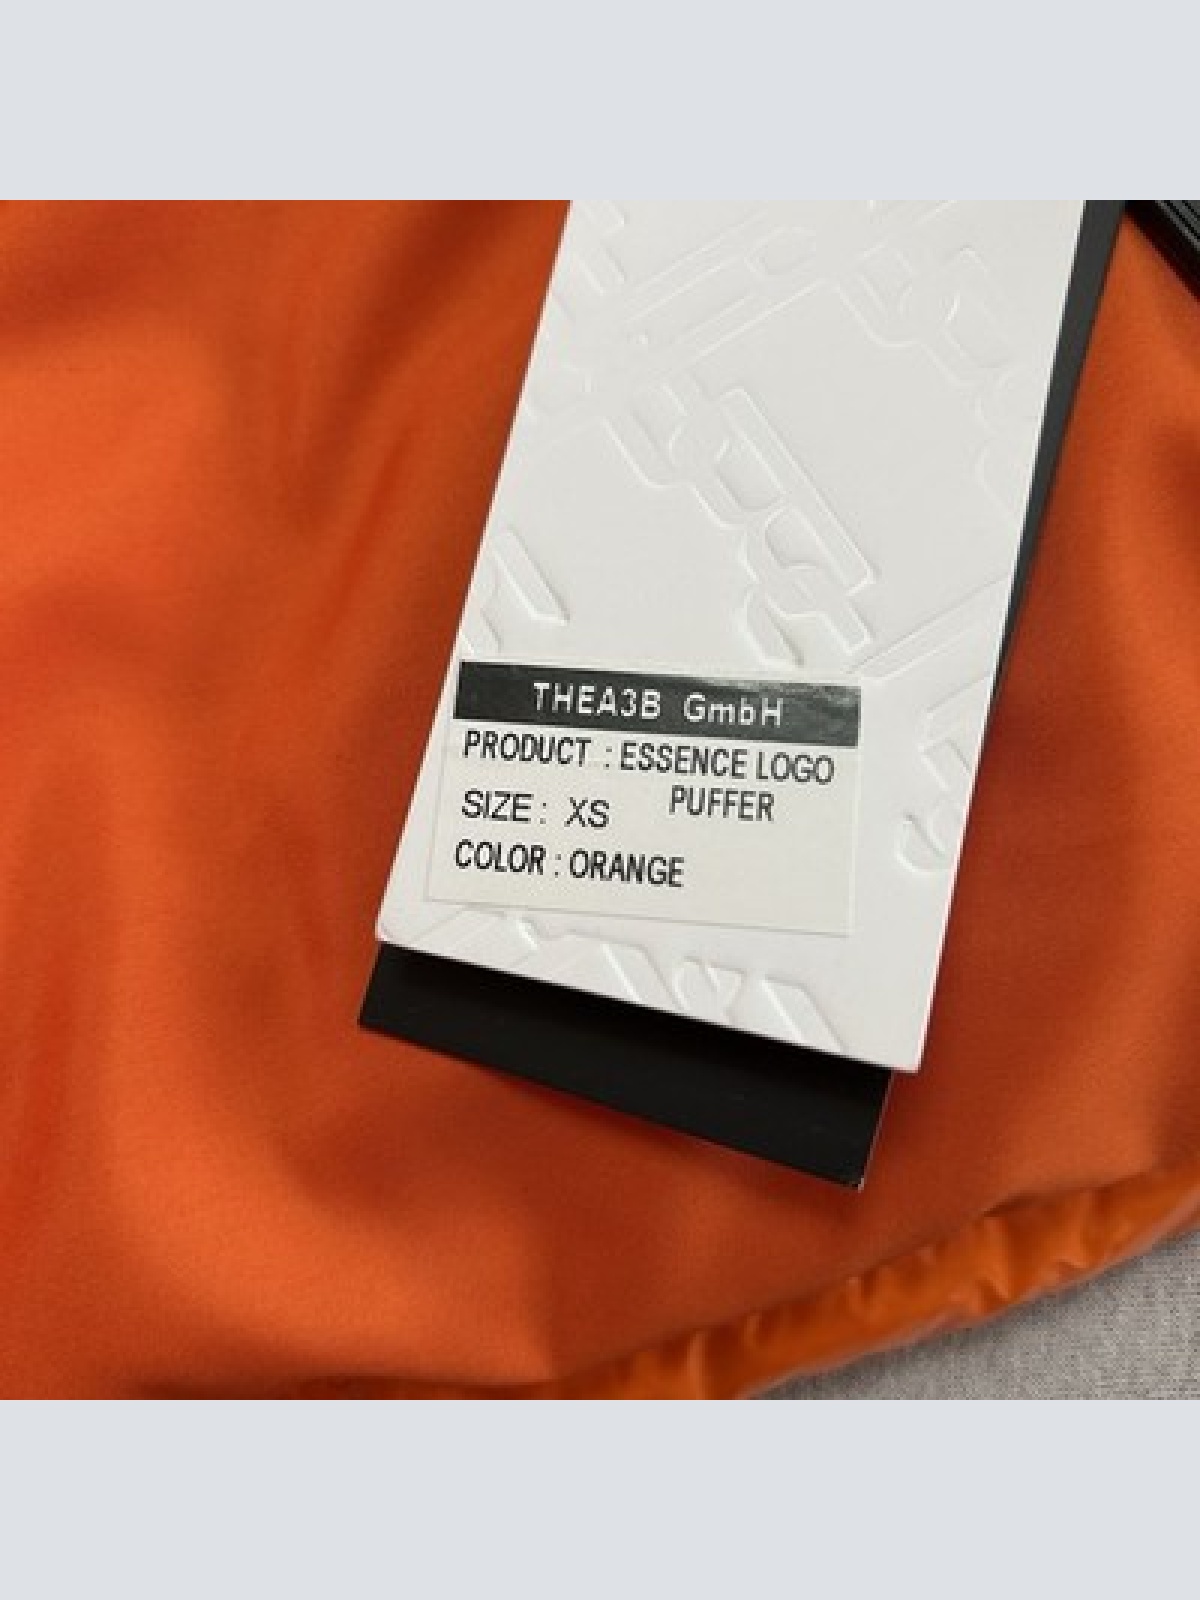 THEA3B GmbH
PRODUCT : ESSENCE LOGO
PUFFER
SIZE : XS
COLOR : ORANGE